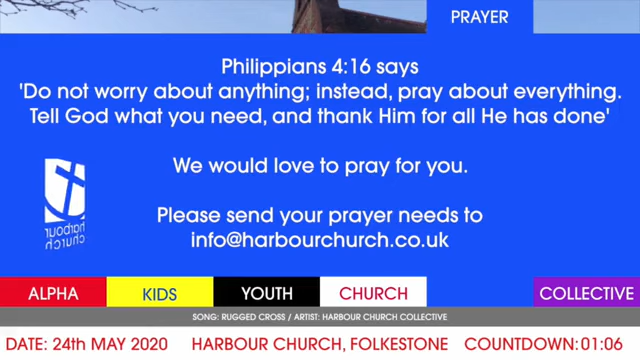 PRAYER
Philippians 4:16 says
'Do not worry about anything; instead, pray about everything.
Tell God what you need, and thank Him for all He has done'
We would love to pray for you.
Please send your prayer needs to
info@harbourchurch.co.uk
harbour
church
ALPHA KIDS YOUTH CHURCH COLLECTIVE
SONG: RUGGED CROSS / ARTIST: HARBOUR CHURCH COLLECTIVE
DATE: 24th MAY 2020 HARBOUR CHURCH, FOLKESTONE COUNTDOWN: 01:06